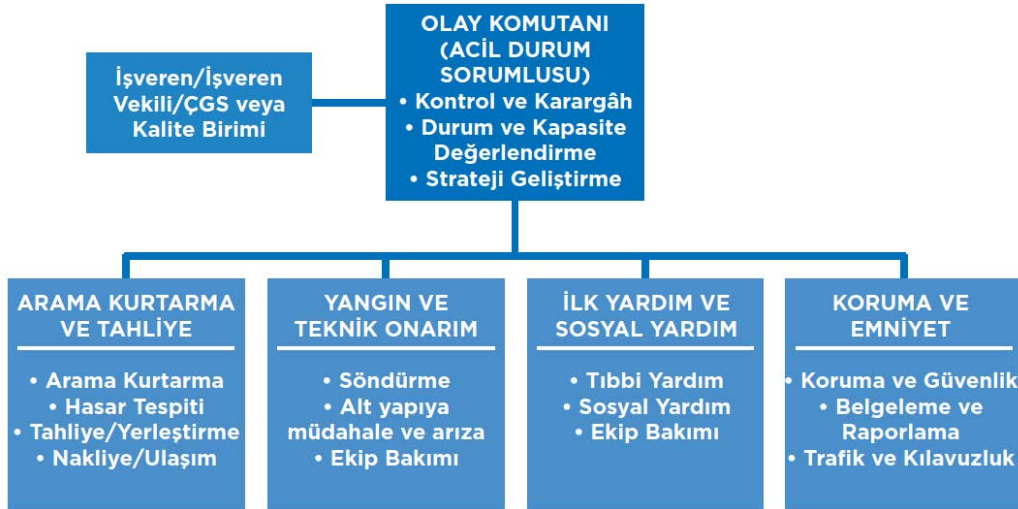 OLAY KOMUTANI
(ACİL DURUM
SORUMLUSU)
• Kontrol ve Karargâh
• Durum ve Kapasite
Değerlendirme
• Strateji Geliştirme
İşveren/İşveren
Vekili/ÇGS veya
Kalite Birimi
ARAMA KURTARMA
VE TAHLİYE
• Arama Kurtarma
• Hasar Tespiti
• Tahliye/Yerleştirme
• Nakliye/Ulaşım
YANGIN VE
TEKNİK ONARIM
• Söndürme
• Alt yapıya
müdahale ve arıza
• Ekip Bakımı
İLK YARDIM VE
SOSYAL YARDIM
• Tıbbi Yardım
• Sosyal Yardım
• Ekip Bakımı
KORUMA VE
EMNİYET
• Koruma ve Güvenlik
• Belgeleme ve
Raporlama
• Trafik ve Kılavuzluk